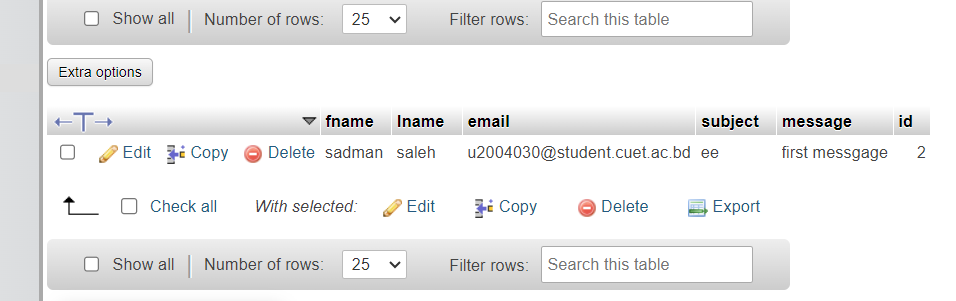 Show all Number of rows: 25 Filter rows: Search this table
Extra options
fname lname email subject message id
Edit Copy Delete sadman saleh u2004030@student.cuet.ac.bd ee first messgage 2
Check all With selected: Edit Copy Delete Export
Show all Number of rows: 25 Filter rows: Search this table